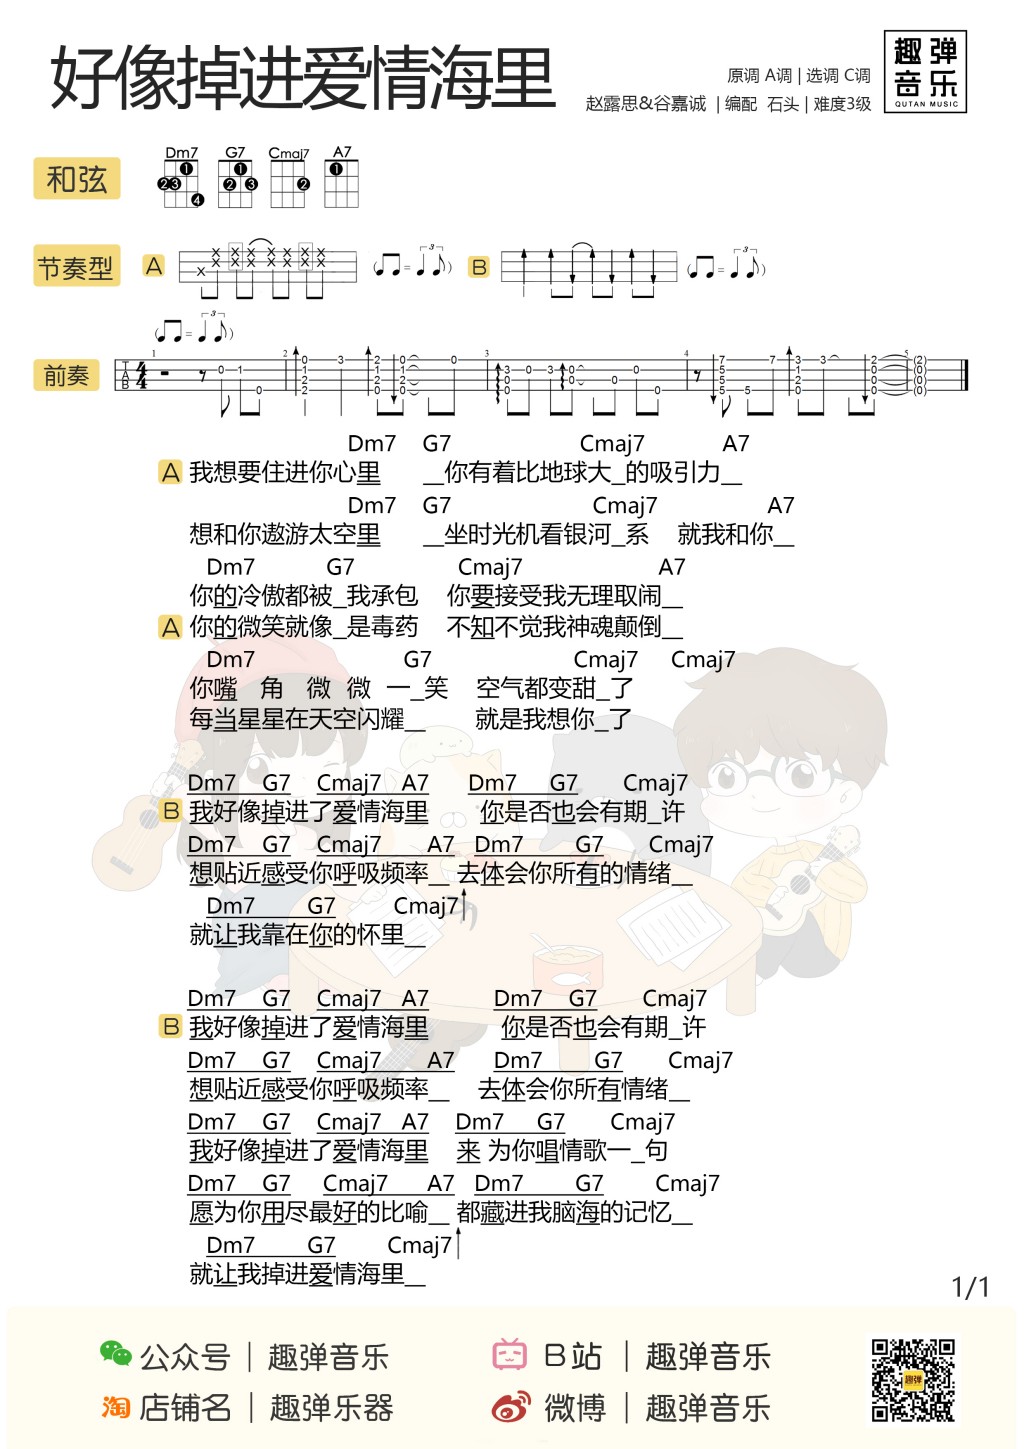 好像掉进爱情海里
原调 A调 | 选调 C调
赵露思&谷嘉诚 | 编配 石头 | 难度3级
趣弹
音乐
QUTAN MUSIC
和弦 Dm7 G7 Cmaj7 A7
节奏型 A B
前奏
Dm7 G7 Cmaj7 A7
A 我想要住进你心里 __你有着比地球大_的吸引力__
Dm7 G7 Cmaj7 A7
想和你遨游太空里 __坐时光机看银河_系 就我和你__
Dm7 G7 Cmaj7 A7
你的冷傲都被_我承包 你要接受我无理取闹__
A 你的微笑就像_是毒药 不知不觉我神魂颠倒__
Dm7 G7 Cmaj7 Cmaj7
你嘴 角 微 微 一_笑 空气都变甜_了
每当星星在天空闪耀__ 就是我想你_了
Dm7 G7 Cmaj7 A7 Dm7 G7 Cmaj7
B 我好像掉进了爱情海里 你是否也会有期_许
Dm7 G7 Cmaj7 A7 Dm7 G7 Cmaj7
想贴近感受你呼吸频率__ 去体会你所有的情绪__
Dm7 G7 Cmaj7
就让我靠在你的怀里__
Dm7 G7 Cmaj7 A7 Dm7 G7 Cmaj7
B 我好像掉进了爱情海里 你是否也会有期_许
Dm7 G7 Cmaj7 A7 Dm7 G7 Cmaj7
想贴近感受你呼吸频率__ 去体会你所有情绪__
Dm7 G7 Cmaj7 A7 Dm7 G7 Cmaj7
我好像掉进了爱情海里 来 为你唱情歌一_句
Dm7 G7 Cmaj7 A7 Dm7 G7 Cmaj7
愿为你用尽最好的比喻__ 都藏进我脑海的记忆__
Dm7 G7 Cmaj7
就让我掉进爱情海里__
1/1
公众号 | 趣弹音乐 B站 | 趣弹音乐
淘 店铺名 | 趣弹乐器 微博 | 趣弹音乐
趣弹